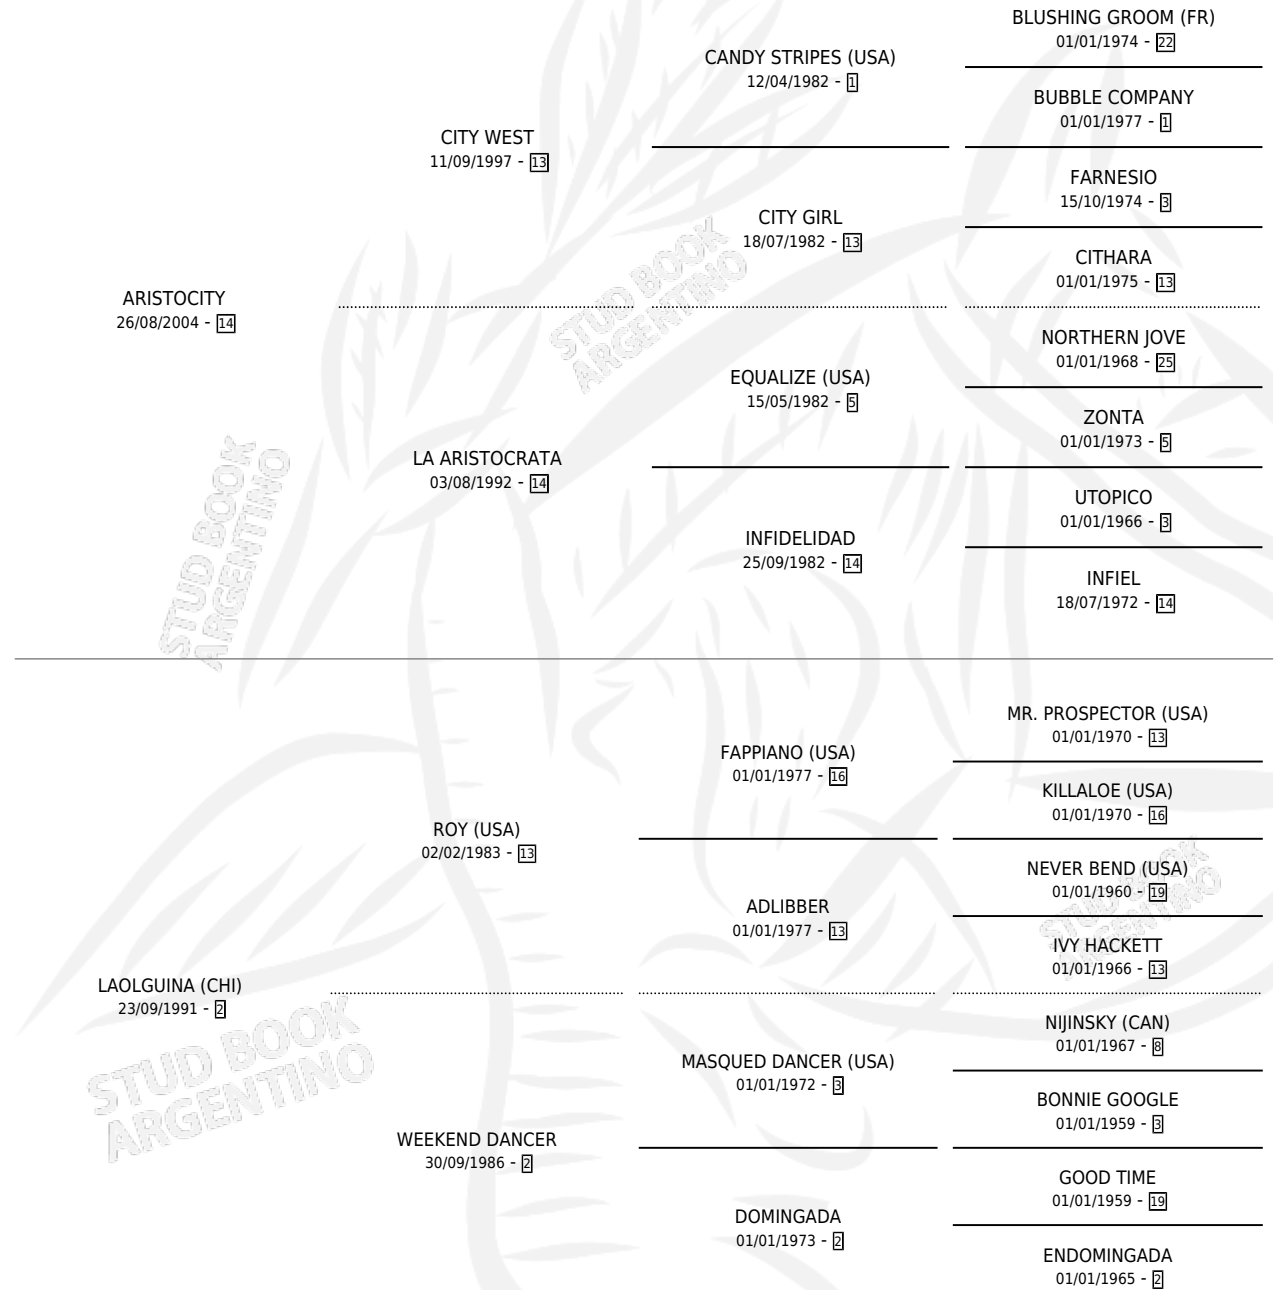 BLUSHING GROOM (FR)
01/01/1974 - 22
CANDY STRIPES (USA)
12/04/1982 - 1
BUBBLE COMPANY
01/01/1977 - 1
CITY WEST
11/09/1997 - 13
FARNESIO
15/10/1974 - 3
CITY GIRL
18/07/1982 - 13
CITHARA
01/01/1975 - 13
ARISTOCITY
26/08/2004 - 14
NORTHERN JOVE
01/01/1968 - 25
EQUALIZE (USA)
15/05/1982 - 5
ZONTA
01/01/1973 - 5
LA ARISTOCRATA
03/08/1992 - 14
UTOPICO
01/01/1966 - 3
INFIDELIDAD
25/09/1982 - 14
INFIEL
18/07/1972 - 14
STUD BOOK
ARGENTINO
STUD BOOK
ARGENTINO
MR. PROSPECTOR (USA)
01/01/1970 - 13
FAPPIANO (USA)
01/01/1977 - 16
KILLALOE (USA)
01/01/1970 - 16
ROY (USA)
02/02/1983 - 13
NEVER BEND (USA)
01/01/1960 - 19
ADLIBBER
01/01/1977 - 13
IVY HACKETT
01/01/1966 - 13
STUD BOOK
ARGENTINO
LAOLGUINA (CHI)
23/09/1991 - 2
NIJINSKY (CAN)
01/01/1967 - 8
MASQUED DANCER (USA)
01/01/1972 - 3
BONNIE GOOGLE
01/01/1959 - 3
WEEKEND DANCER
30/09/1986 - 2
GOOD TIME
01/01/1959 - 19
DOMINGADA
01/01/1973 - 2
ENDOMINGADA
01/01/1965 - 2
STUD BOOK
ARGENTINO